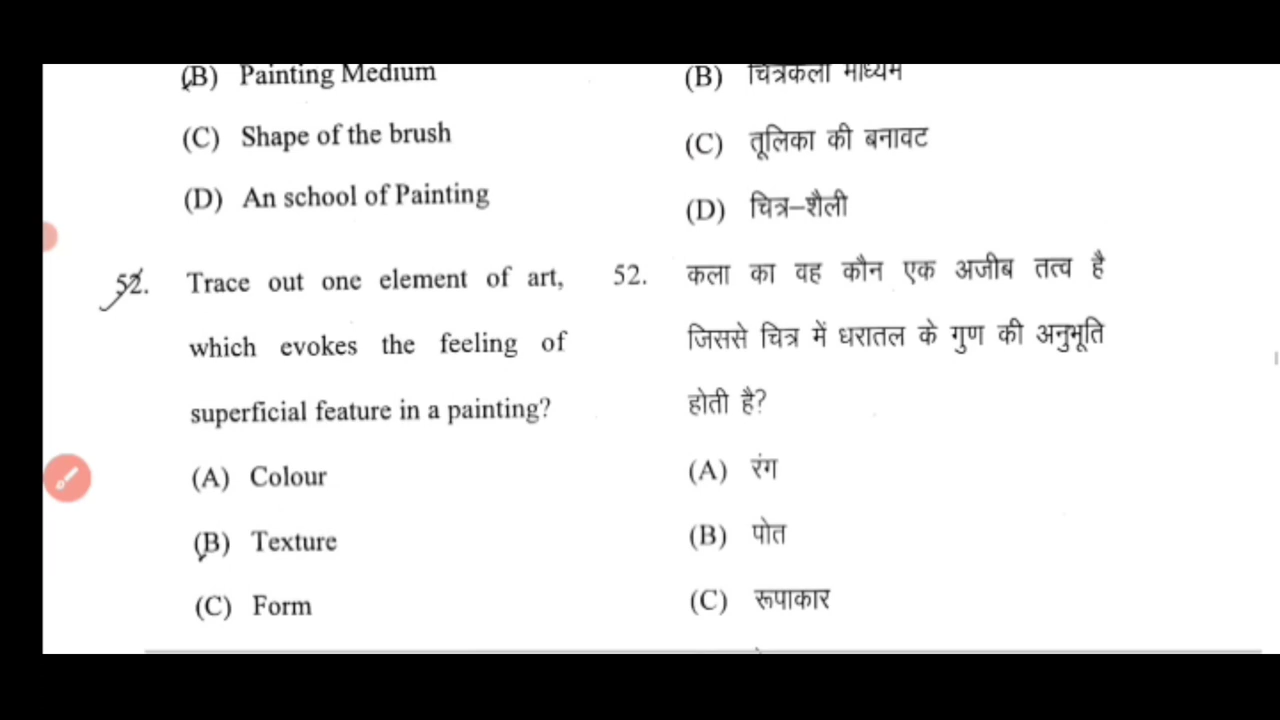 (B) Painting Medium
(C) Shape of the brush
(D) An school of Painting
52. Trace out one element of art,
which evokes the feeling of
superficial feature in a painting?
(A) Colour
(B) Texture
(C) Form
(B) चित्रकला माध्यम
(C) तूलिका की बनावट
(D) चित्र–शैली
52. कला का वह कौन एक अजीब तत्व है
जिससे चित्र में धरातल के गुण की अनुभूति
होती है?
(A) रंग
(B) पोत
(C) रूपाकार